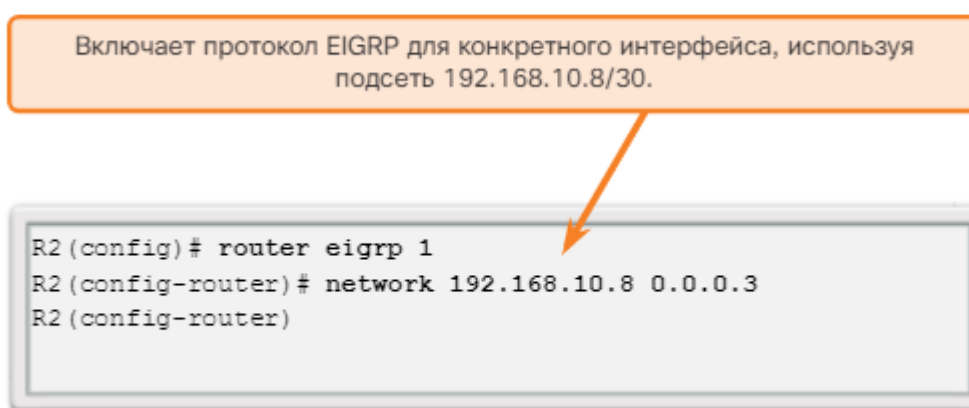 Включает протокол EIGRP для конкретного интерфейса, используя
подсеть 192.168.10.8/30.
R2(config)# router eigrp 1
R2(config-router)# network 192.168.10.8 0.0.0.3
R2(config-router)